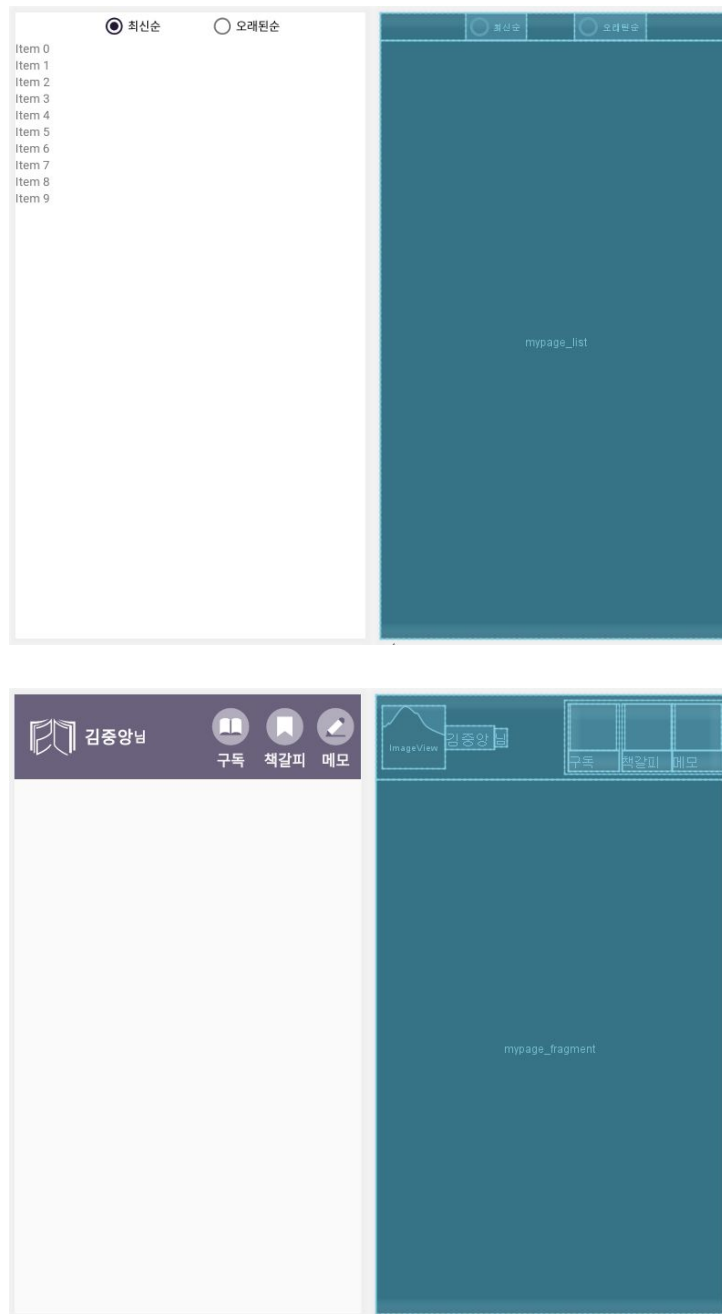 최신순 오래된순 최신순 오래된순
Item 0
Item 1
Item 2
Item 3
Item 4
Item 5
Item 6
Item 7
Item 8
Item 9
mypage_list
김중앙님 구독 책갈피 메모
ImageView 김중앙 님 구독 책갈피 메모
mypage_fragment